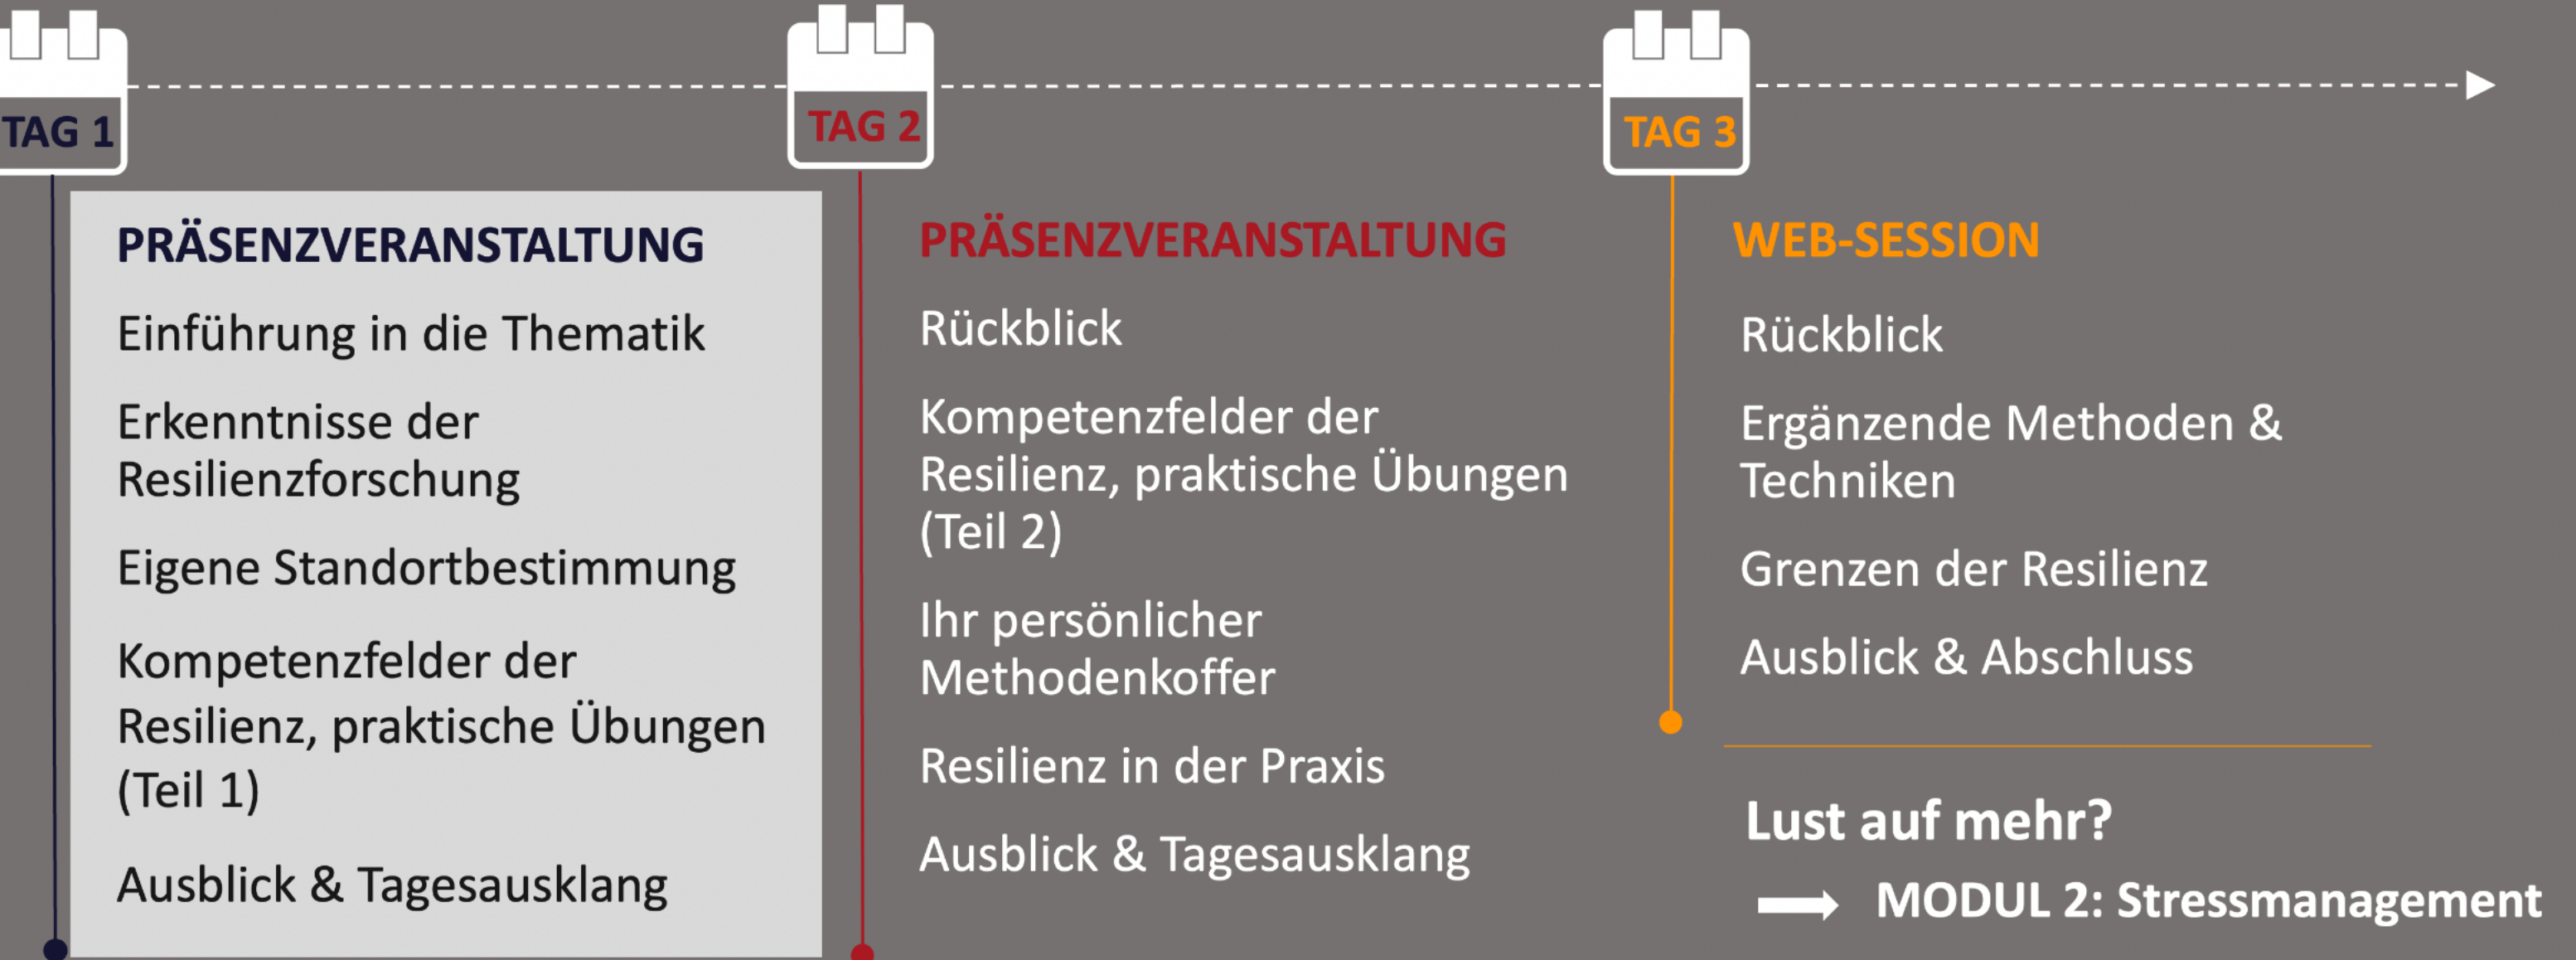 TAG 1
PRÄSENZVERANSTALTUNG
Einführung in die Thematik
Erkenntnisse der
Resilienzforschung
Eigene Standortbestimmung
Kompetenzfelder der
Resilienz, praktische Übungen
(Teil 1)
Ausblick & Tagesausklang
TAG 2
PRÄSENZVERANSTALTUNG
Rückblick
Kompetenzfelder der
Resilienz, praktische Übungen
(Teil 2)
Ihr persönlicher
Methodenkoffer
Resilienz in der Praxis
Ausblick & Tagesausklang
TAG 3
WEB-SESSION
Rückblick
Ergänzende Methoden &
Techniken
Grenzen der Resilienz
Ausblick & Abschluss
Lust auf mehr?
MODUL 2: Stressmanagement